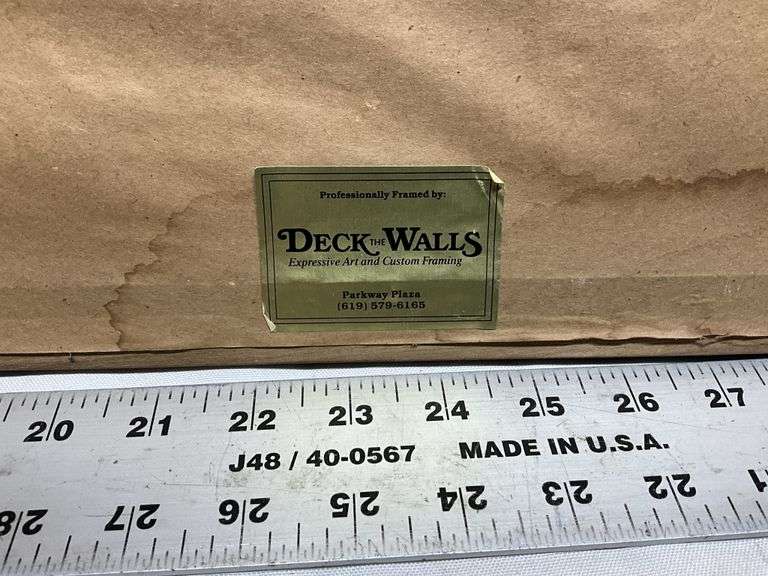 Professionally Framed by:
DECK THE WALLS
Expressive Art and Custom Framing
Parkway Plaza
(619) 579-6165
20 21 22 23 24 25 26 27
J48 / 40-0567 MADE IN U.S.A.
28 27 26 25 24 23 22 21